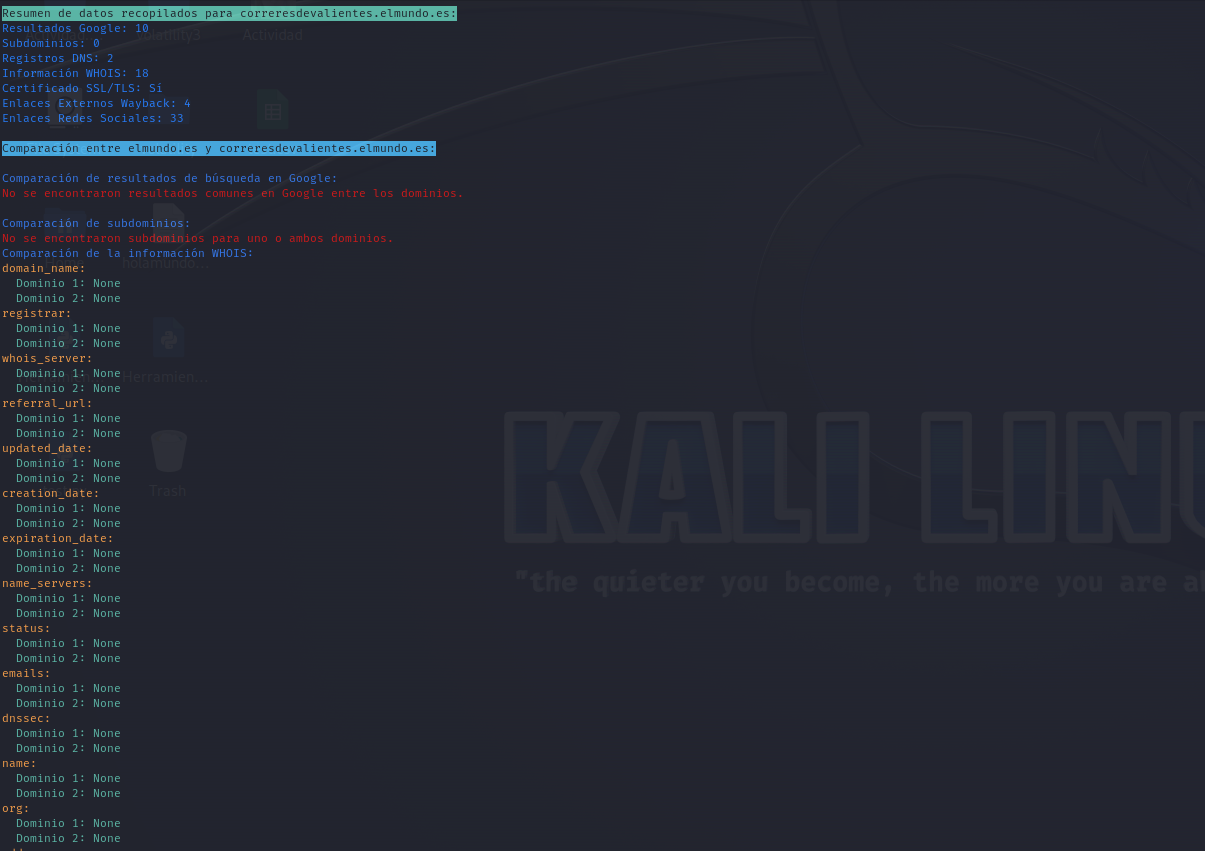 Resumen de datos recopilados para correresdevalientes.elmundo.es:
Resultados Google: 10
Subdominios: 0
Registros DNS: 2
Información WHOIS: 18
Certificado SSL/TLS: Sí
Enlaces Externos Wayback: 4
Enlaces Redes Sociales: 33
Comparación entre elmundo.es y correresdevalientes.elmundo.es:
Comparación de resultados de búsqueda en Google:
No se encontraron resultados comunes en Google entre los dominios.
Comparación de subdominios:
No se encontraron subdominios para uno o ambos dominios.
Comparación de la información WHOIS:
domain_name:
Dominio 1: None
Dominio 2: None
registrar:
Dominio 1: None
Dominio 2: None
whois_server:
Dominio 1: None
Dominio 2: None
referral_url:
Dominio 1: None
Dominio 2: None
updated_date:
Dominio 1: None
Dominio 2: None
creation_date:
Dominio 1: None
Dominio 2: None
expiration_date:
Dominio 1: None
Dominio 2: None
name_servers:
Dominio 1: None
Dominio 2: None
status:
Dominio 1: None
Dominio 2: None
emails:
Dominio 1: None
Dominio 2: None
dnssec:
Dominio 1: None
Dominio 2: None
name:
Dominio 1: None
Dominio 2: None
org:
Dominio 1: None
Dominio 2: None
Volatility3
Actividad
holamundo....
Herramien...
Trash
KALI LINU
"the quieter you become, the more you are a